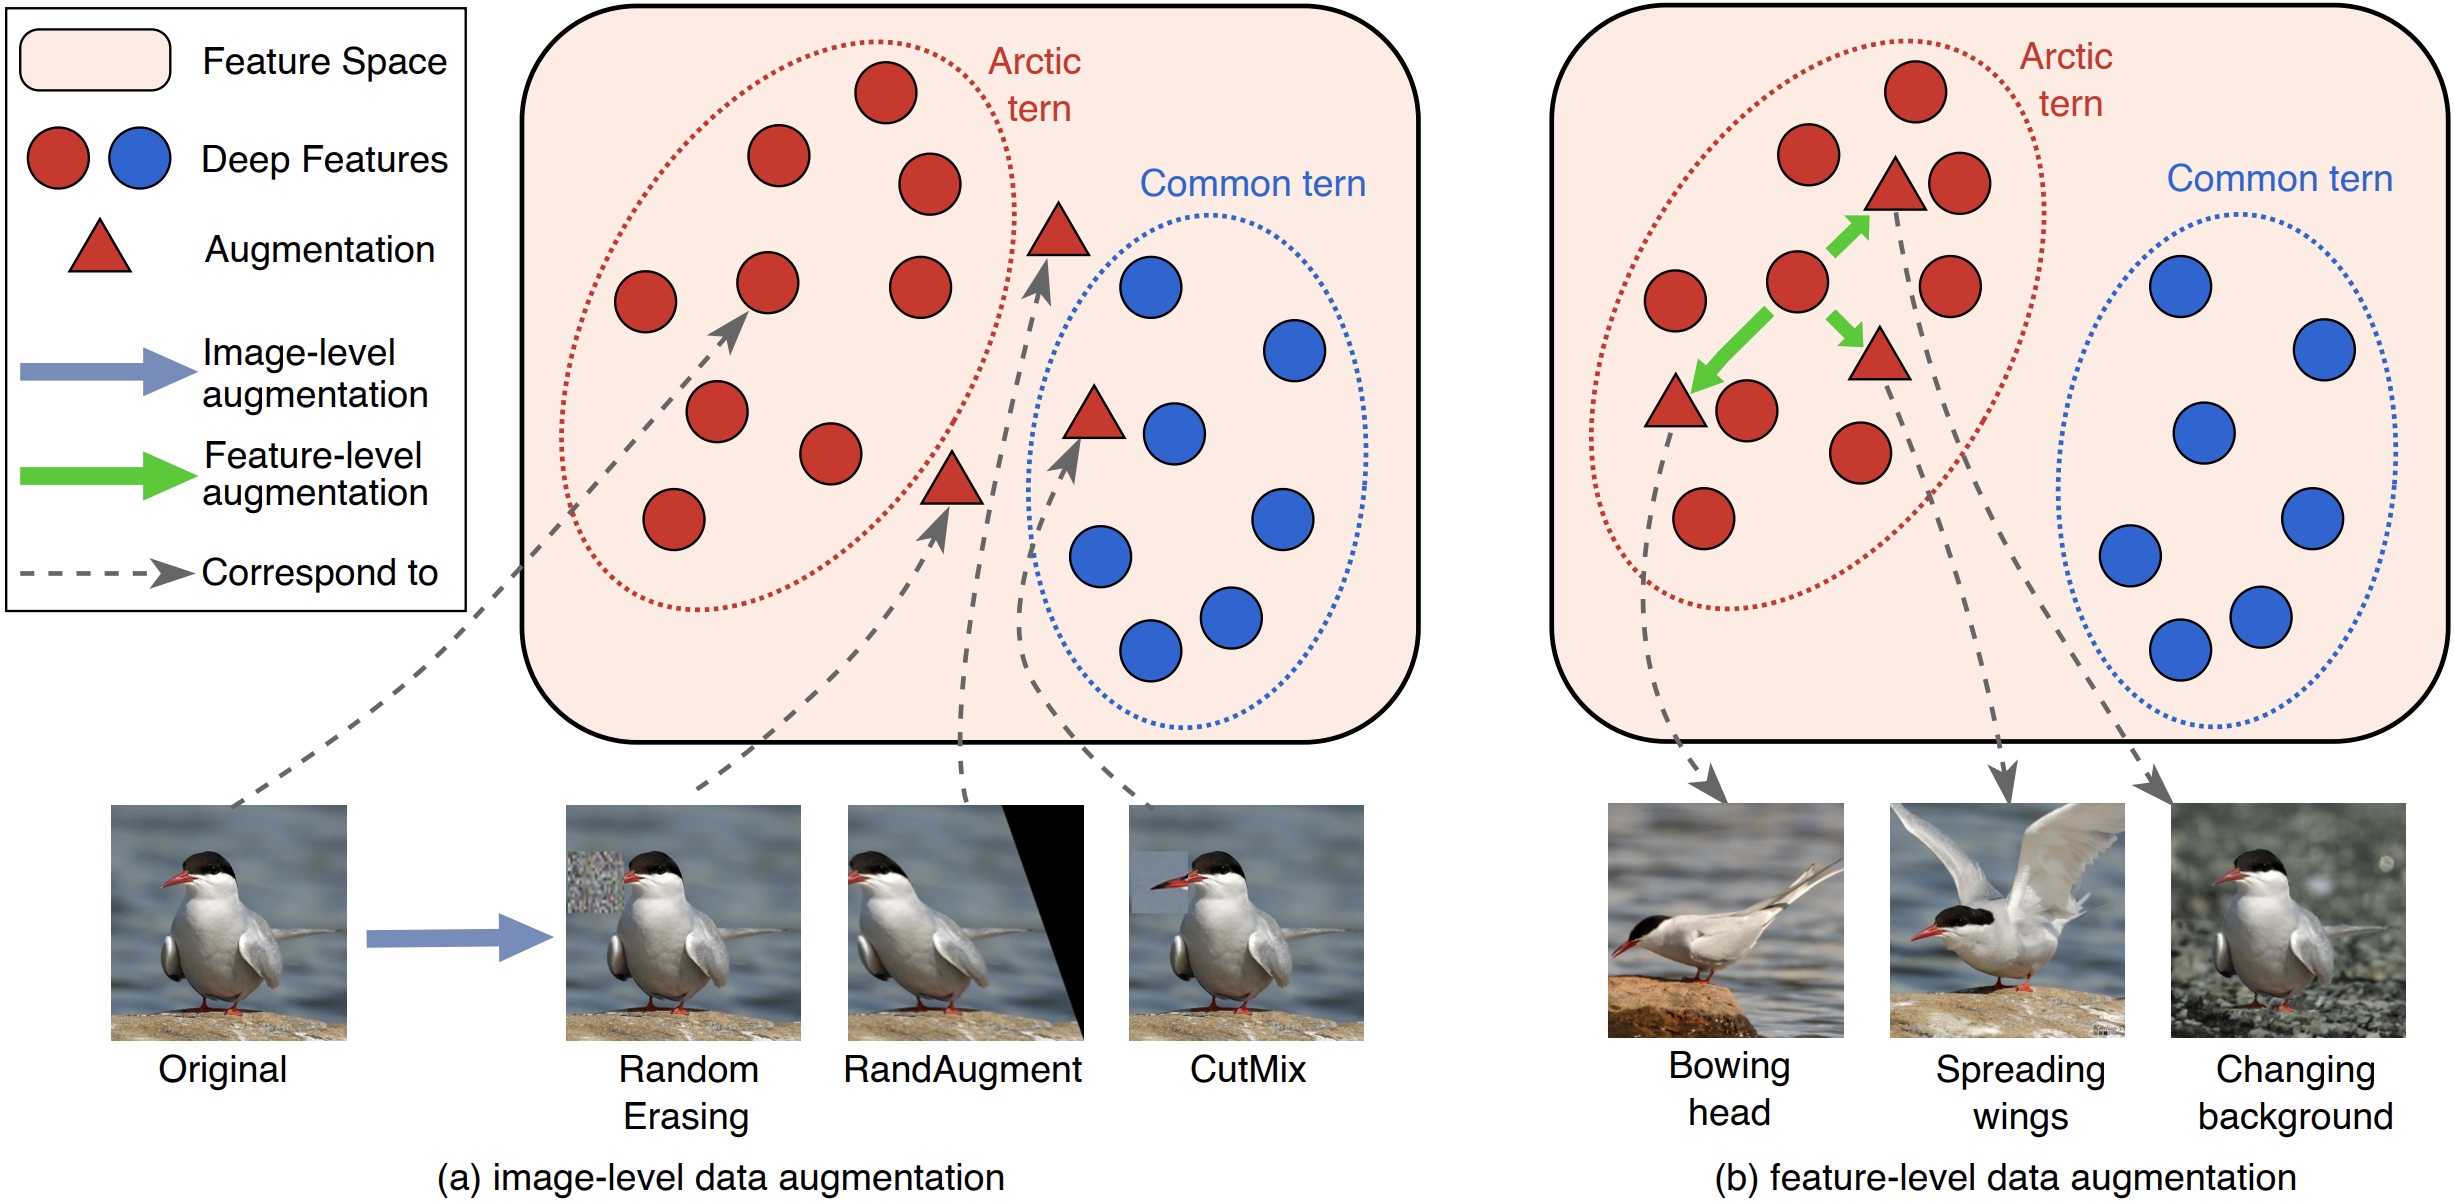 Feature Space
Deep Features
Augmentation
Image-level
augmentation
Feature-level
augmentation
Correspond to
Arctic
tern
Common tern
Original
Random
Erasing
RandAugment
CutMix
(a) image-level data augmentation
Arctic
tern
Common tern
Bowing
head
Spreading
wings
Changing
background
(b) feature-level data augmentation